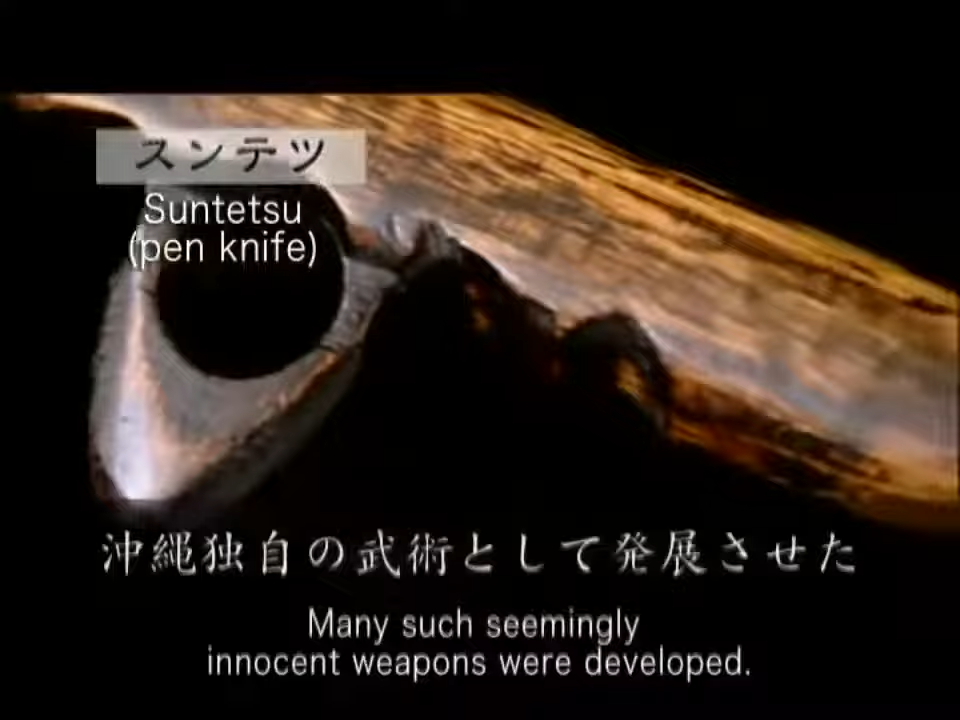 スンテツ
Suntetsu
(pen knife)
沖縄独自の武術として発展させた
Many such seemingly
innocent weapons were developed.